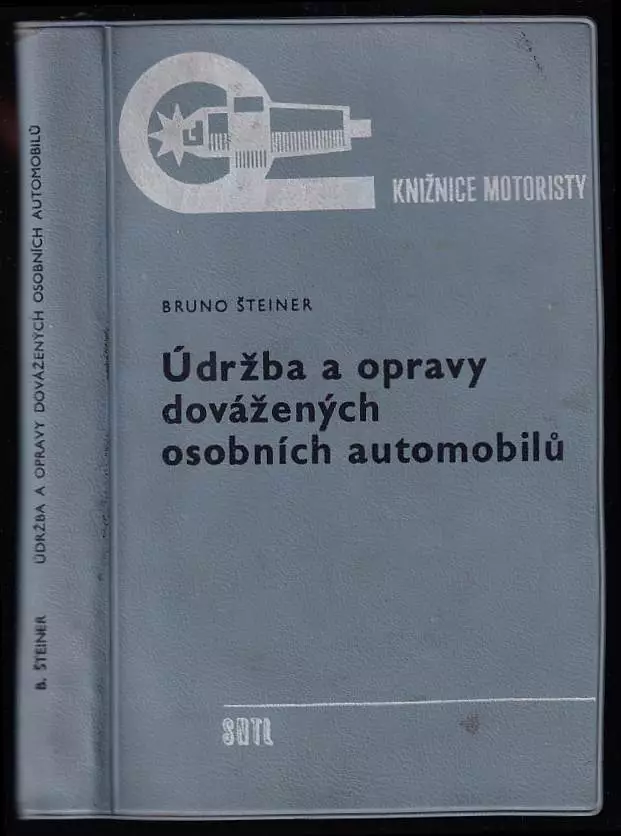 KNIŽNICE MOTORISTY
BRUNO ŠTEINER
Údržba a opravy
dovážených
osobních automobilů
SNTL
B. ŠTEINER ÚDRŽBA A OPRAVY DOVÁŽENÝCH OSOBNÍCH AUTOMOBILŮ